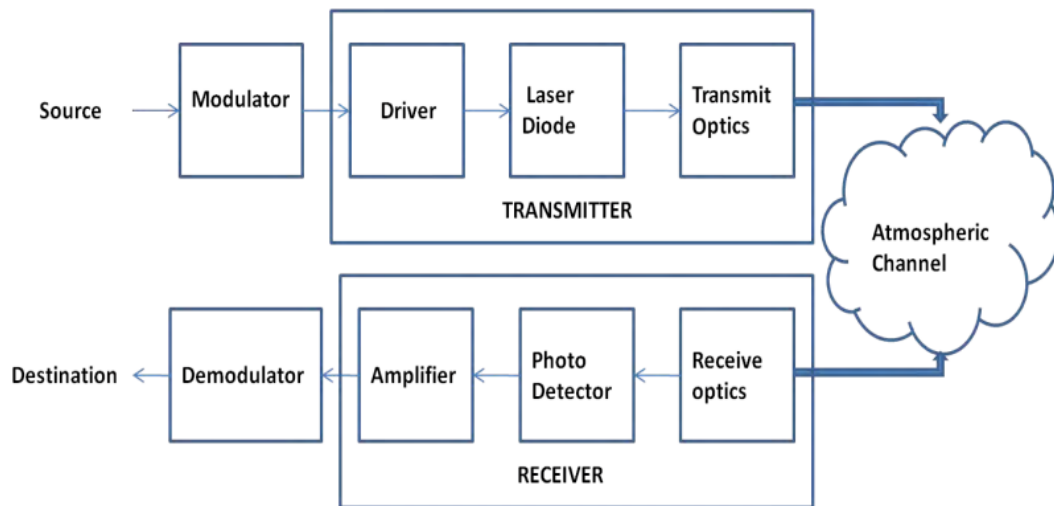 Source
Modulator
Driver
Laser
Diode
Transmit
Optics
TRANSMITTER
Atmospheric
Channel
Destination
Demodulator
Amplifier
Photo
Detector
Receive
optics
RECEIVER